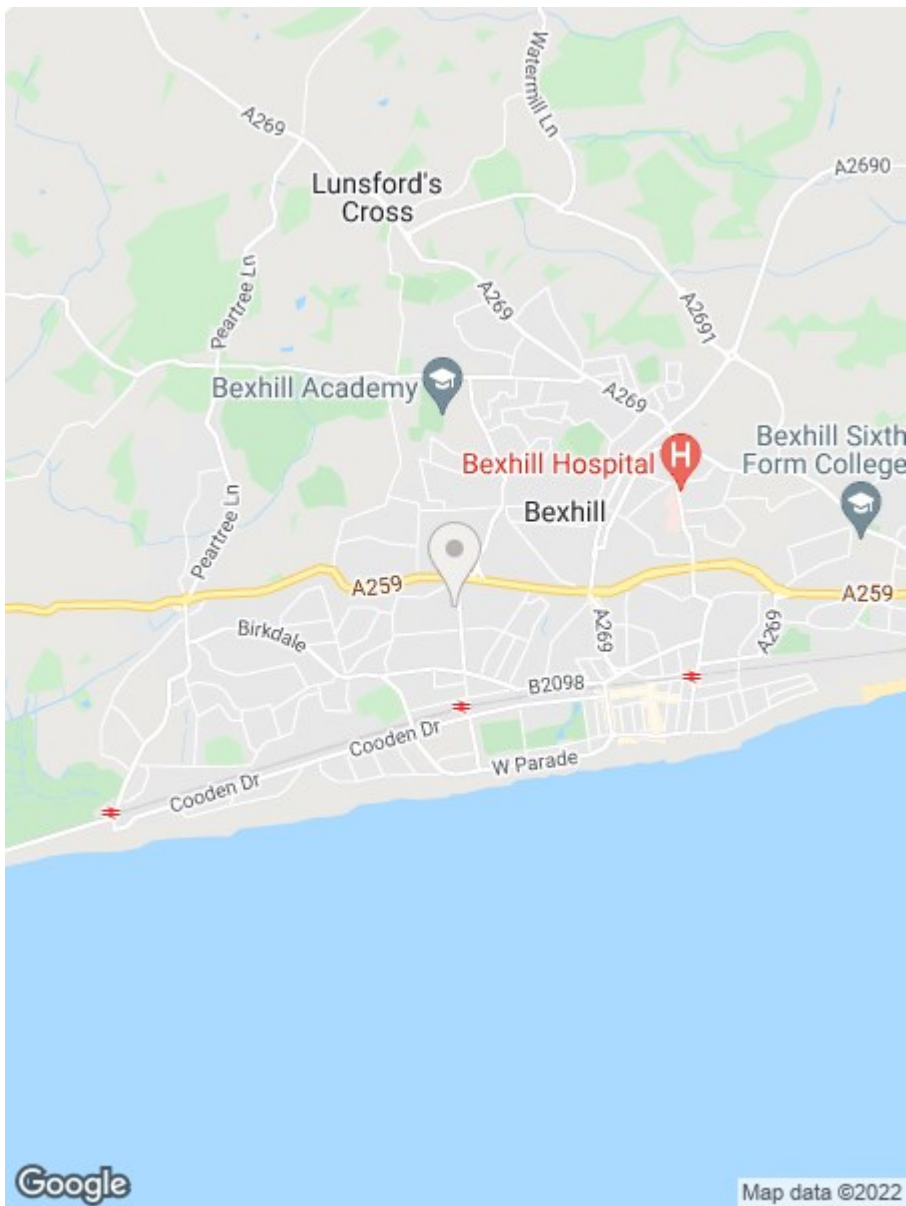 A269
Watermill Ln
A2690
Lunsford's
Cross
Peartree Ln
A269
A2691
Bexhill Academy
A269
Bexhill Sixth
Form College
Bexhill Hospital
H
Bexhill
Peartree Ln
A259
A259
Birkdale
A269
A269
B2098
Cooden Dr
W Parade
Cooden Dr
Google
Map data ©2022